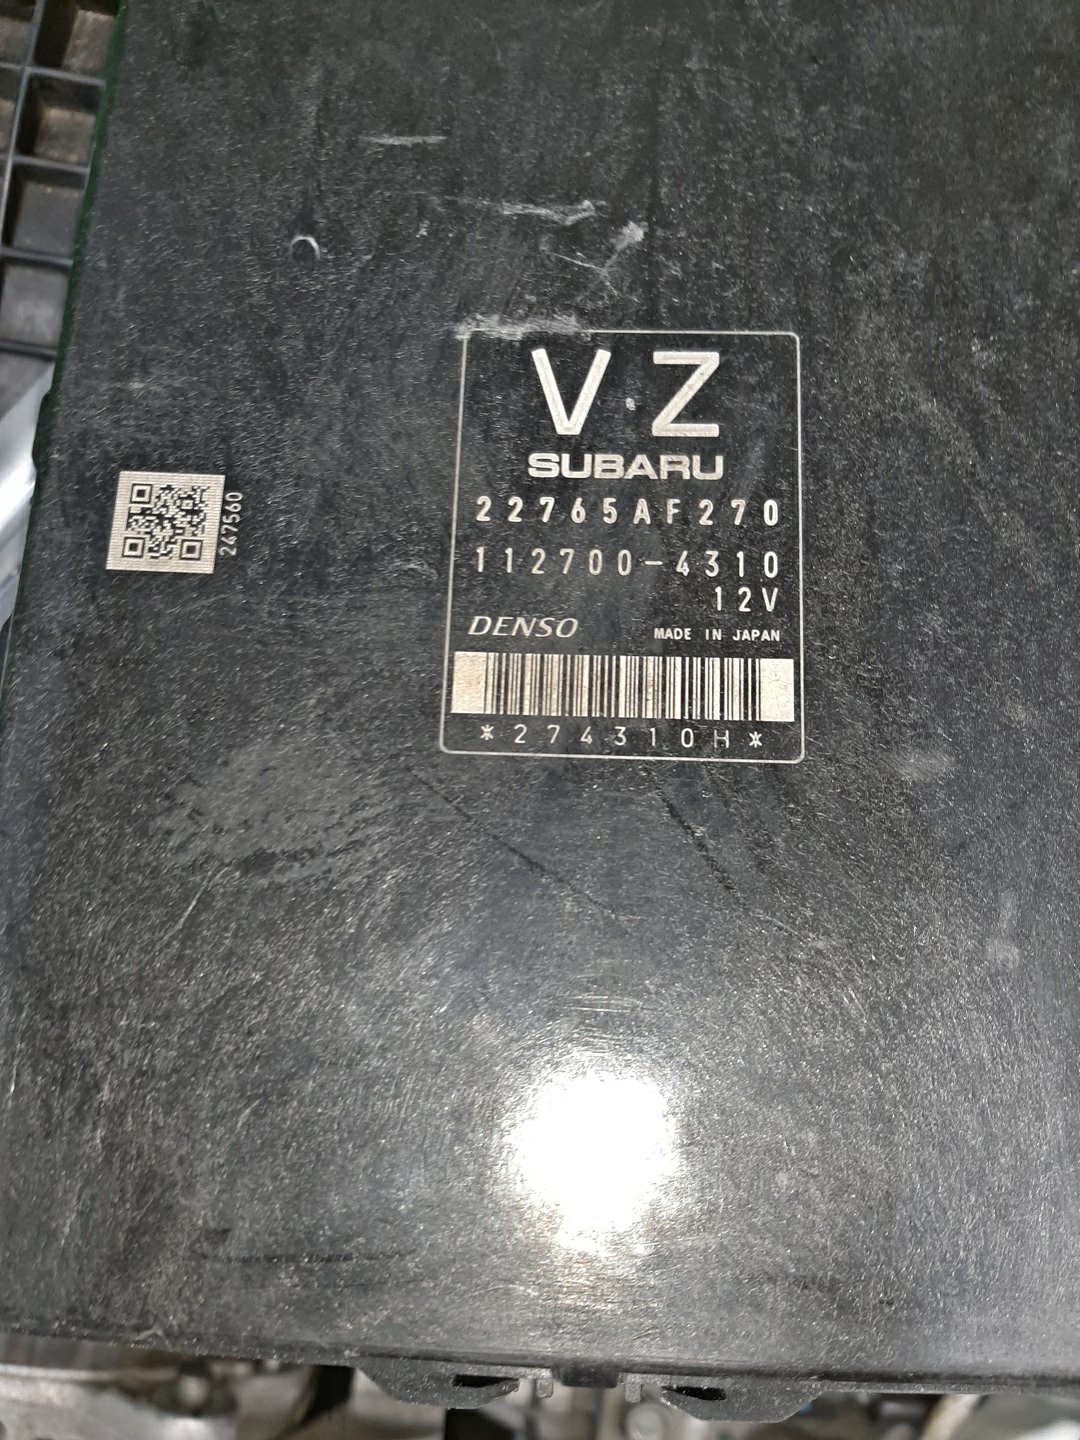 V Z
SUBARU
22765AF270
112700-4310
12V
DENSO MADE IN JAPAN
*274310H*
247560